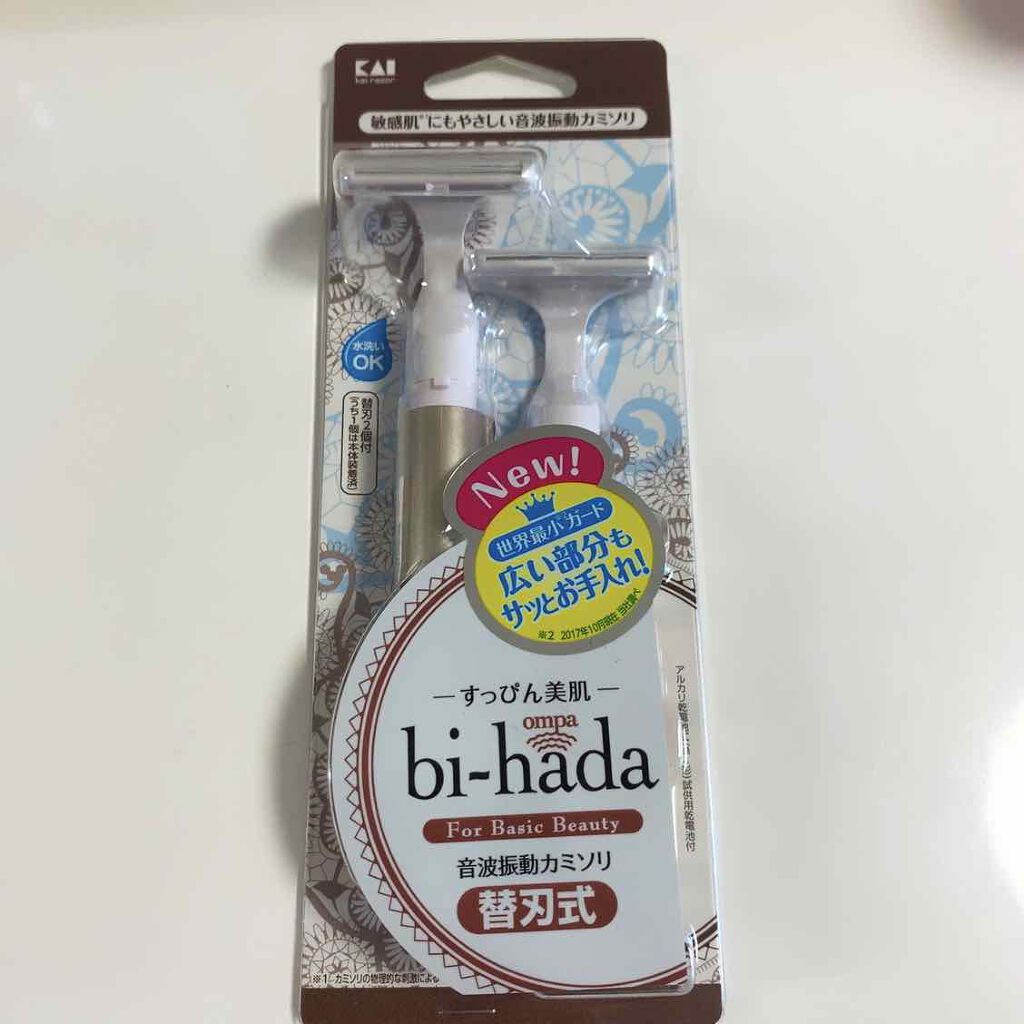 KAI
kai razor
敏感肌※1にもやさしい音波振動カミソリ
水洗い
OK
替刃2個付
(うち1個は本体装着済)
New!
世界最小※2ガード
広い部分も
サッとお手入れ!
※2 2017年10月現在 当社調べ
すっぴん美肌
ompa
bi-hada
For Basic Beauty
音波振動カミソリ
替刃式
アルカリ乾電池
試供用乾電池付
※1 カミソリの物理的な刺激による